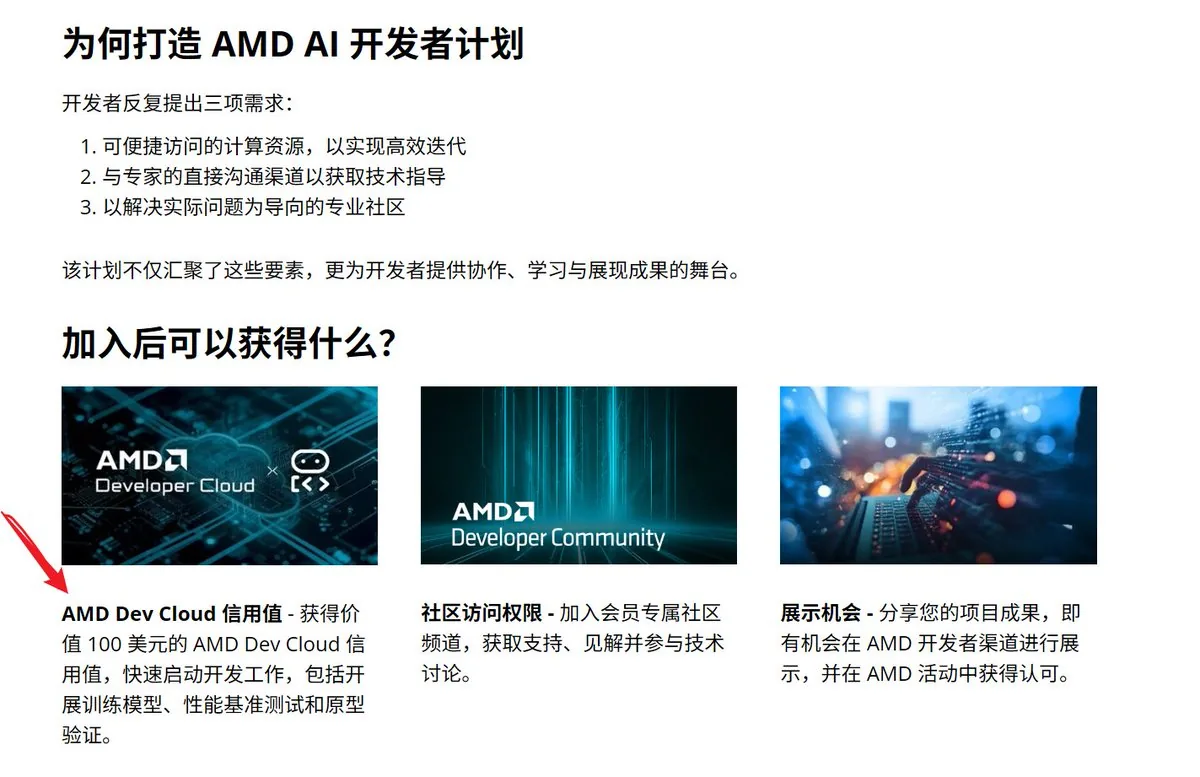 为何打造 AMD AI 开发者计划
开发者反复提出三项需求：
1. 可便捷访问的计算资源，以实现高效迭代
2. 与专家的直接沟通渠道以获取技术指导
3. 以解决实际问题为导向的专业社区
该计划不仅汇聚了这些要素，更为开发者提供协作、学习与展现成果的舞台。
加入后可以获得什么？
AMD
Developer Cloud
×
AMD
Developer Community
AMD Dev Cloud 信用值 - 获得价
值 100 美元的 AMD Dev Cloud 信
用值，快速启动开发工作，包括开
展训练模型、性能基准测试和原型
验证。
社区访问权限 - 加入会员专属社区
频道，获取支持、见解并参与技术
讨论。
展示机会 - 分享您的项目成果，即
有机会在 AMD 开发者渠道进行展
示，并在 AMD 活动中获得认可。